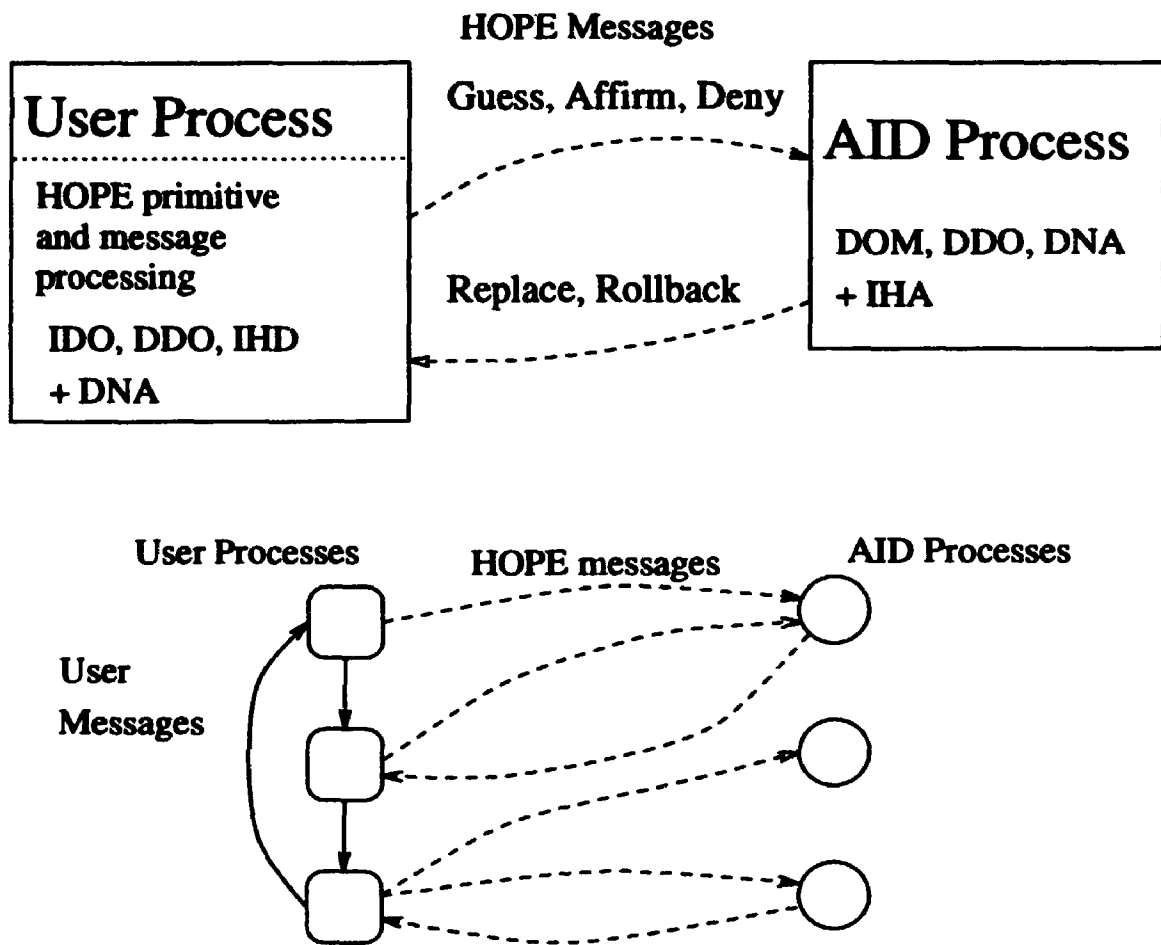 HOPE Messages
User Process
HOPE primitive
and message
processing
IDO, DDO, IHD
+ DNA
Guess, Affirm, Deny
Replace, Rollback
AID Process
DOM, DDO, DNA
+ IHA
User Processes
HOPE messages
AID Processes
User
Messages